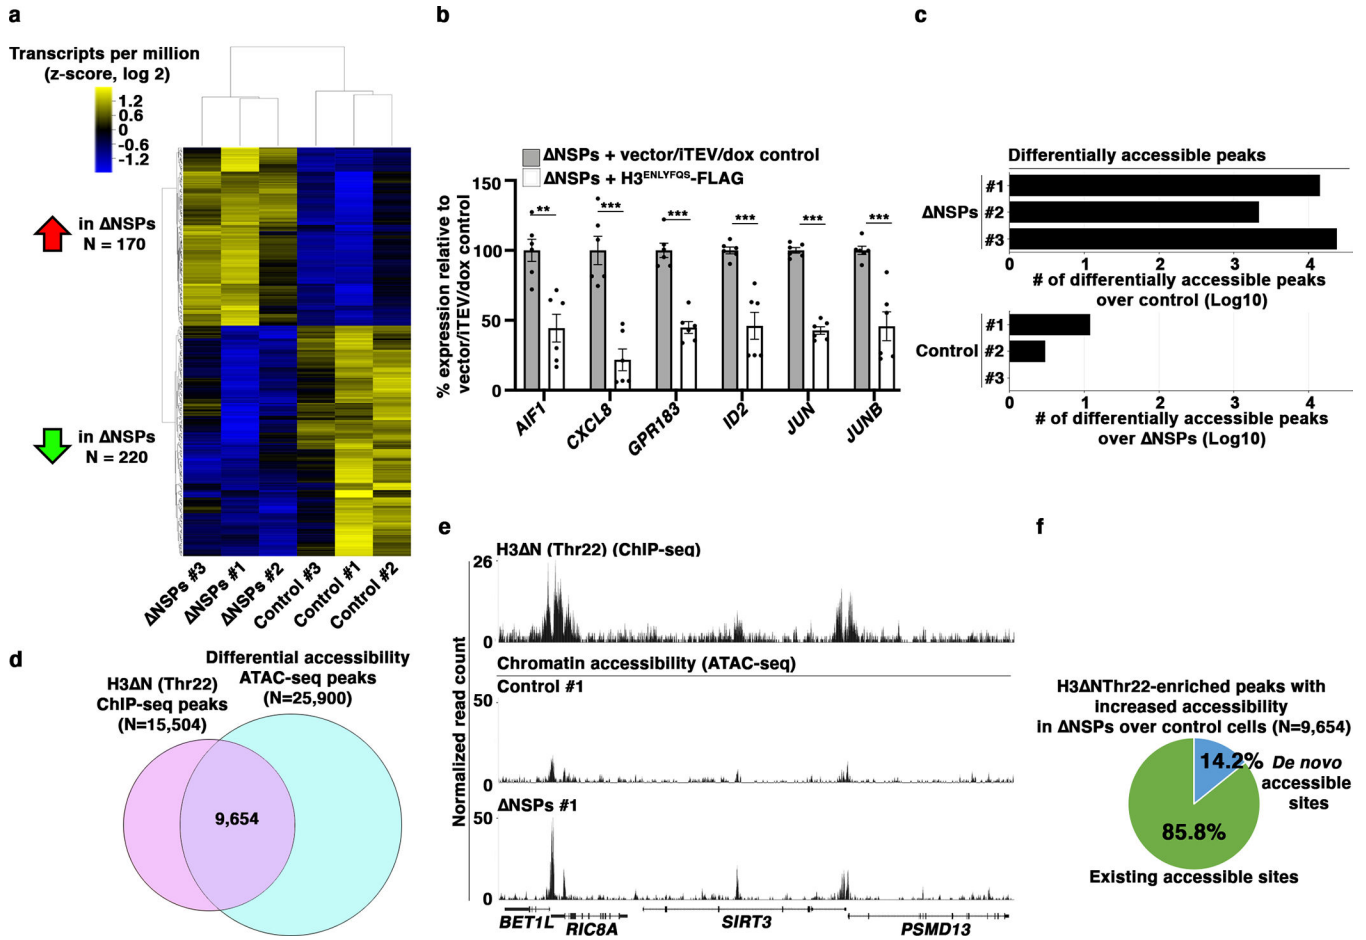 a
Transcripts per million
(z-score, log 2)
1.2
0.6
0
-0.6
-1.2
in ΔNSPs
N = 170
in ΔNSPs
N = 220
ΔNSPs #3
ΔNSPs #1
ΔNSPs #2
Control #3
Control #1
Control #2
b
ΔNSPs + vector/iTEV/dox control
ΔNSPs + H3ENLYFQS-FLAG
% expression relative to
vector/iTEV/dox control
150
100
50
0
**
***
***
***
***
***
AIF1
CXCL8
GPR183
ID2
JUN
JUNB
c
Differentially accessible peaks
ΔNSPs
#1
#2
#3
0 1 2 3 4
# of differentially accessible peaks
over control (Log10)
Control
#1
#2
#3
0 1 2 3 4
# of differentially accessible peaks
over ΔNSPs (Log10)
d
H3ΔN (Thr22)
ChIP-seq peaks
(N=15,504)
Differential accessibility
ATAC-seq peaks
(N=25,900)
9,654
e
H3ΔN (Thr22) (ChIP-seq)
26
0
Chromatin accessibility (ATAC-seq)
Control #1
50
0
ΔNSPs #1
50
0
Normalized read count
BET1L
RIC8A
SIRT3
PSMD13
f
H3ΔNThr22-enriched peaks with
increased accessibility
in ΔNSPs over control cells (N=9,654)
14.2%
De novo
accessible
sites
85.8%
Existing accessible sites